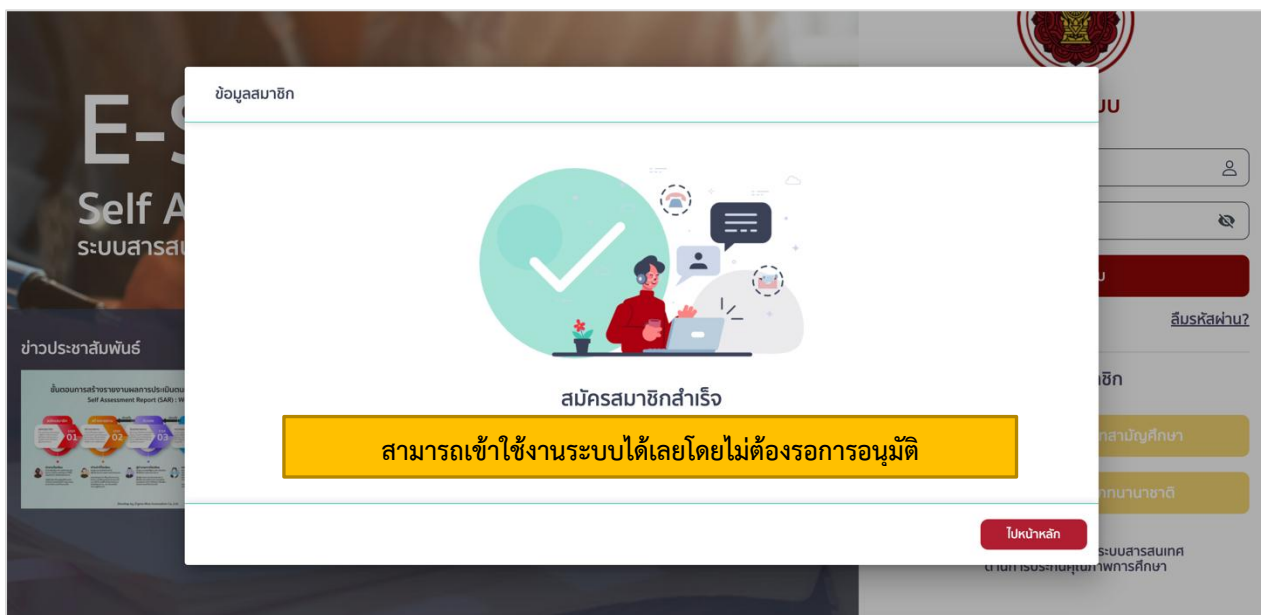 ข้อมูลสมาชิก
E-S
Self A
ระบบสารสน
ข่าวประชาสัมพันธ์
ขั้นตอนการสร้างรายงานผลการประเมินตน
Self Assessment Report (SAR) : W
01
02
03
สมัครสมาชิกสำเร็จ
สามารถเข้าใช้งานระบบได้เลยโดยไม่ต้องรอการอนุมัติ
ไปหน้าหลัก
ลืมรหัสผ่าน?
ทสามัญศึกษา
ทนานาชาติ
ระบบสารสนเทศ
ด้านการประกันคุณภาพการศึกษา